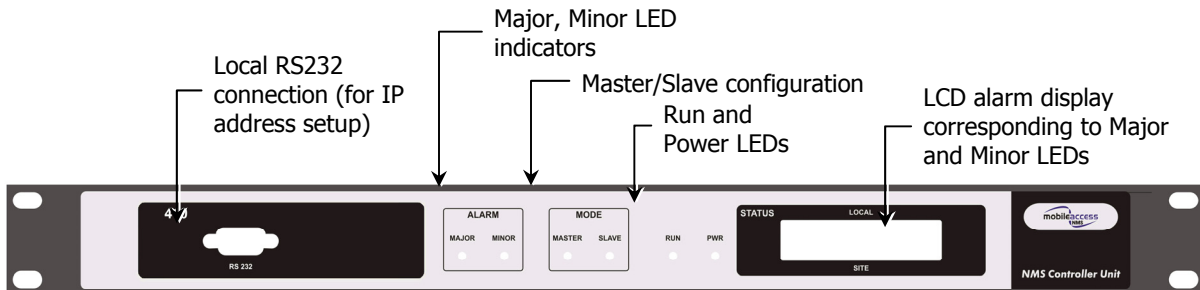 Major, Minor LED
indicators
Local RS232
connection (for IP
address setup)
Master/Slave configuration
Run and
Power LEDs
LCD alarm display
corresponding to Major
and Minor LEDs
ALARM
MAJOR MINOR
MODE
MASTER SLAVE
RUN PWR
STATUS
LOCAL
SITE
RS 232
mobileaccess
NMS
NMS Controller Unit